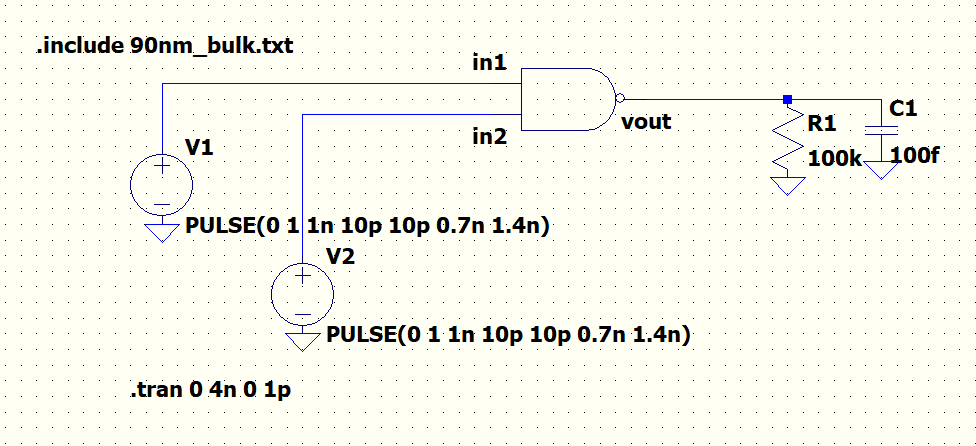 .include 90nm_bulk.txt
in1
in2
vout
V1
PULSE(0 1 1n 10p 10p 0.7n 1.4n)
V2
PULSE(0 1 1n 10p 10p 0.7n 1.4n)
R1
100k
C1
100f
.tran 0 4n 0 1p